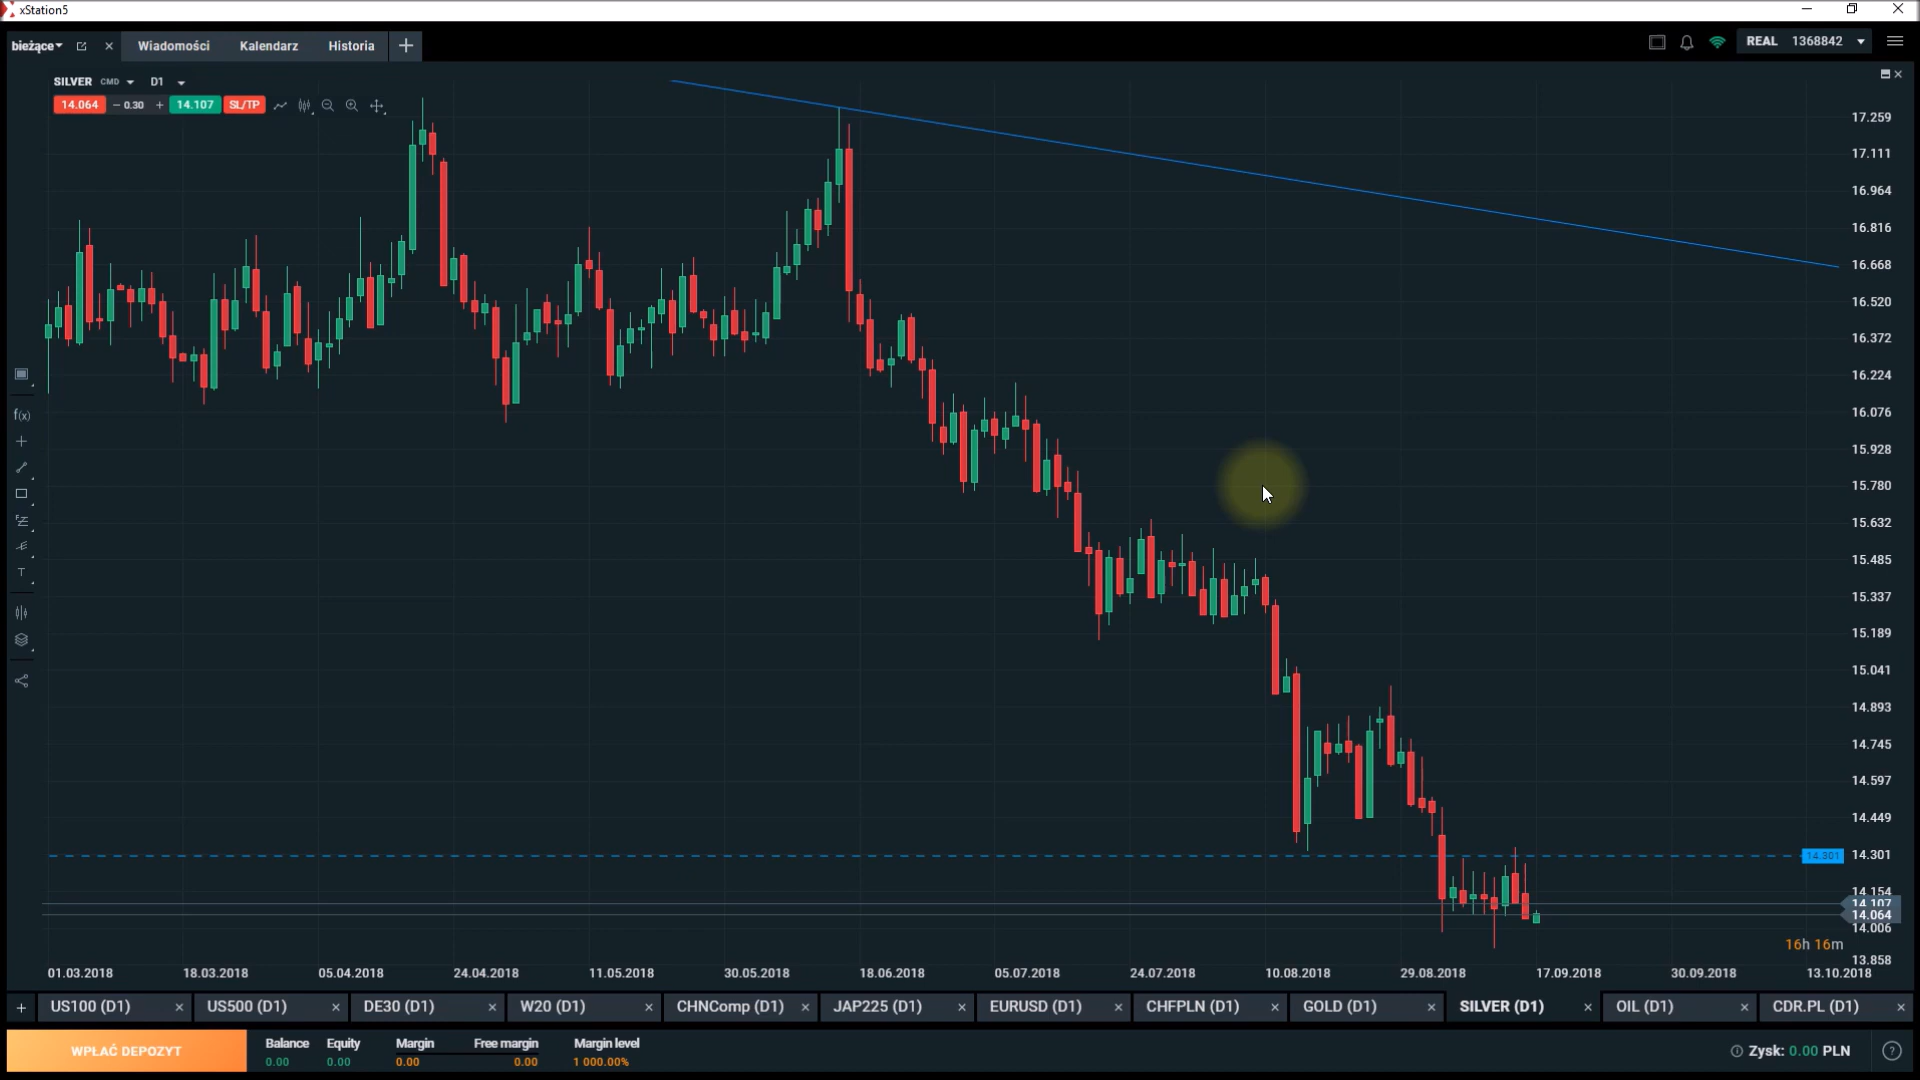 xStation5
bieżące Wiadomości Kalendarz Historia + REAL 1368842
SILVER CMD D1
14.064 – 0.30 + 14.107 SL/TP
17.259
17.111
16.964
16.816
16.668
16.520
16.372
16.224
16.076
15.928
15.780
15.632
15.485
15.337
15.189
15.041
14.893
14.745
14.597
14.449
14.301 14.301
14.154
14.107
14.064
14.006
16h 16m
13.858
f(x)
T
01.03.2018 18.03.2018 05.04.2018 24.04.2018 11.05.2018 30.05.2018 18.06.2018 05.07.2018 24.07.2018 10.08.2018 29.08.2018 17.09.2018 30.09.2018 13.10.2018
+ US100 (D1) US500 (D1) DE30 (D1) W20 (D1) CHNComp (D1) JAP225 (D1) EURUSD (D1) CHFPLN (D1) GOLD (D1) SILVER (D1) OIL (D1) CDR.PL (D1)
WPŁAĆ DEPOZYT
Balance Equity Margin Free margin Margin level
0.00 0.00 0.00 0.00 1 000.00%
Zysk: 0.00 PLN ?